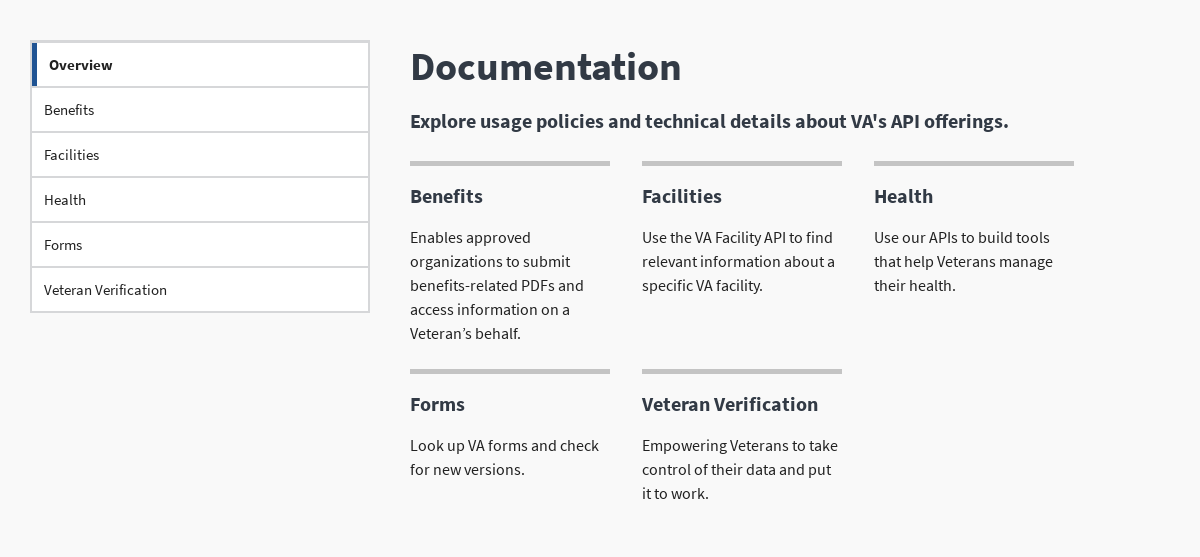 Overview
Benefits
Facilities
Health
Forms
Veteran Verification
Documentation
Explore usage policies and technical details about VA's API offerings.
Benefits
Enables approved
organizations to submit
benefits-related PDFs and
access information on a
Veteran’s behalf.
Facilities
Use the VA Facility API to find
relevant information about a
specific VA facility.
Health
Use our APIs to build tools
that help Veterans manage
their health.
Forms
Look up VA forms and check
for new versions.
Veteran Verification
Empowering Veterans to take
control of their data and put
it to work.